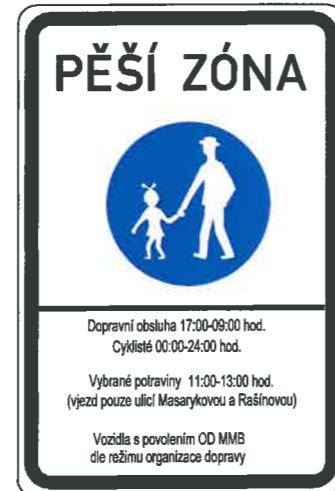 PĚŠÍ ZÓNA
Dopravní obsluha 17:00-09:00 hod.
Cyklisté 00:00-24:00 hod.
Vybrané potraviny 11:00-13:00 hod.
(vjezd pouze ulicí Masarykovou a Rašínovou)
Vozidla s povolením OD MMB
dle režimu organizace dopravy